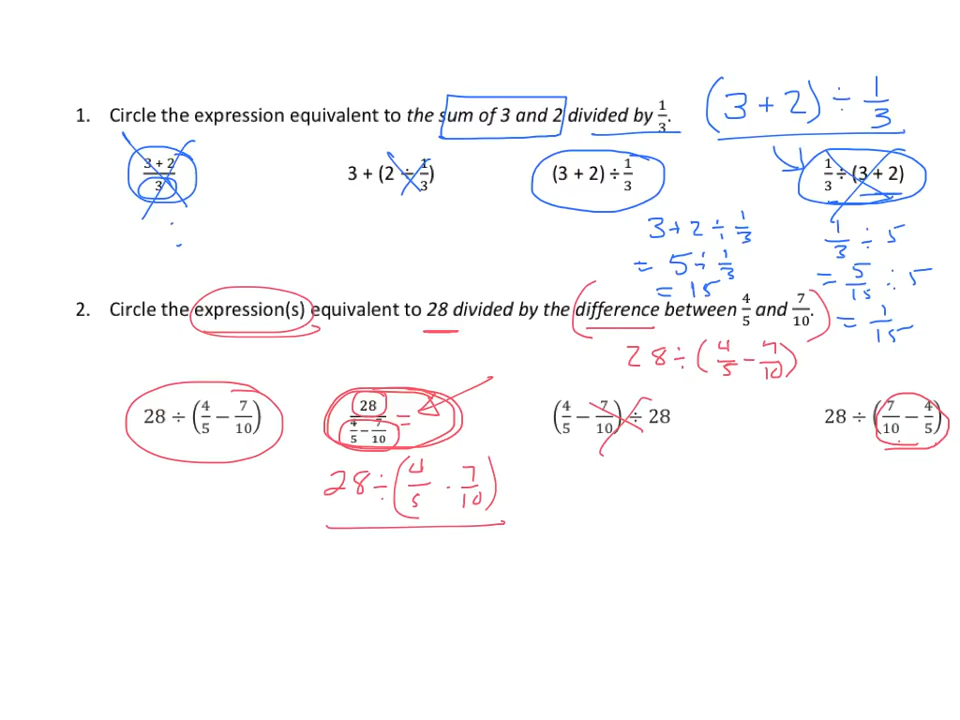 1. Circle the expression equivalent to the sum of 3 and 2 divided by 1/3.
(3 + 2) ÷ 1/3
(3 + 2)/3
3 + (2 ÷ 1/3)
(3 + 2) ÷ 1/3
1/3 ÷ (3 + 2)
÷
3 + 2 ÷ 1/3
= 5 ÷ 1/3
= 15
1/3 ÷ 5
= 5/15 ÷ 5
= 1/15
2. Circle the expression(s) equivalent to 28 divided by the difference between 4/5 and 7/10.
28 ÷ (4/5 − 7/10)
28 ÷ (4/5 − 7/10)
28/(4/5 − 7/10) =
(4/5 − 7/10) ÷ 28
28 ÷ (7/10 − 4/5)
28 ÷ (4/5 - 7/10)